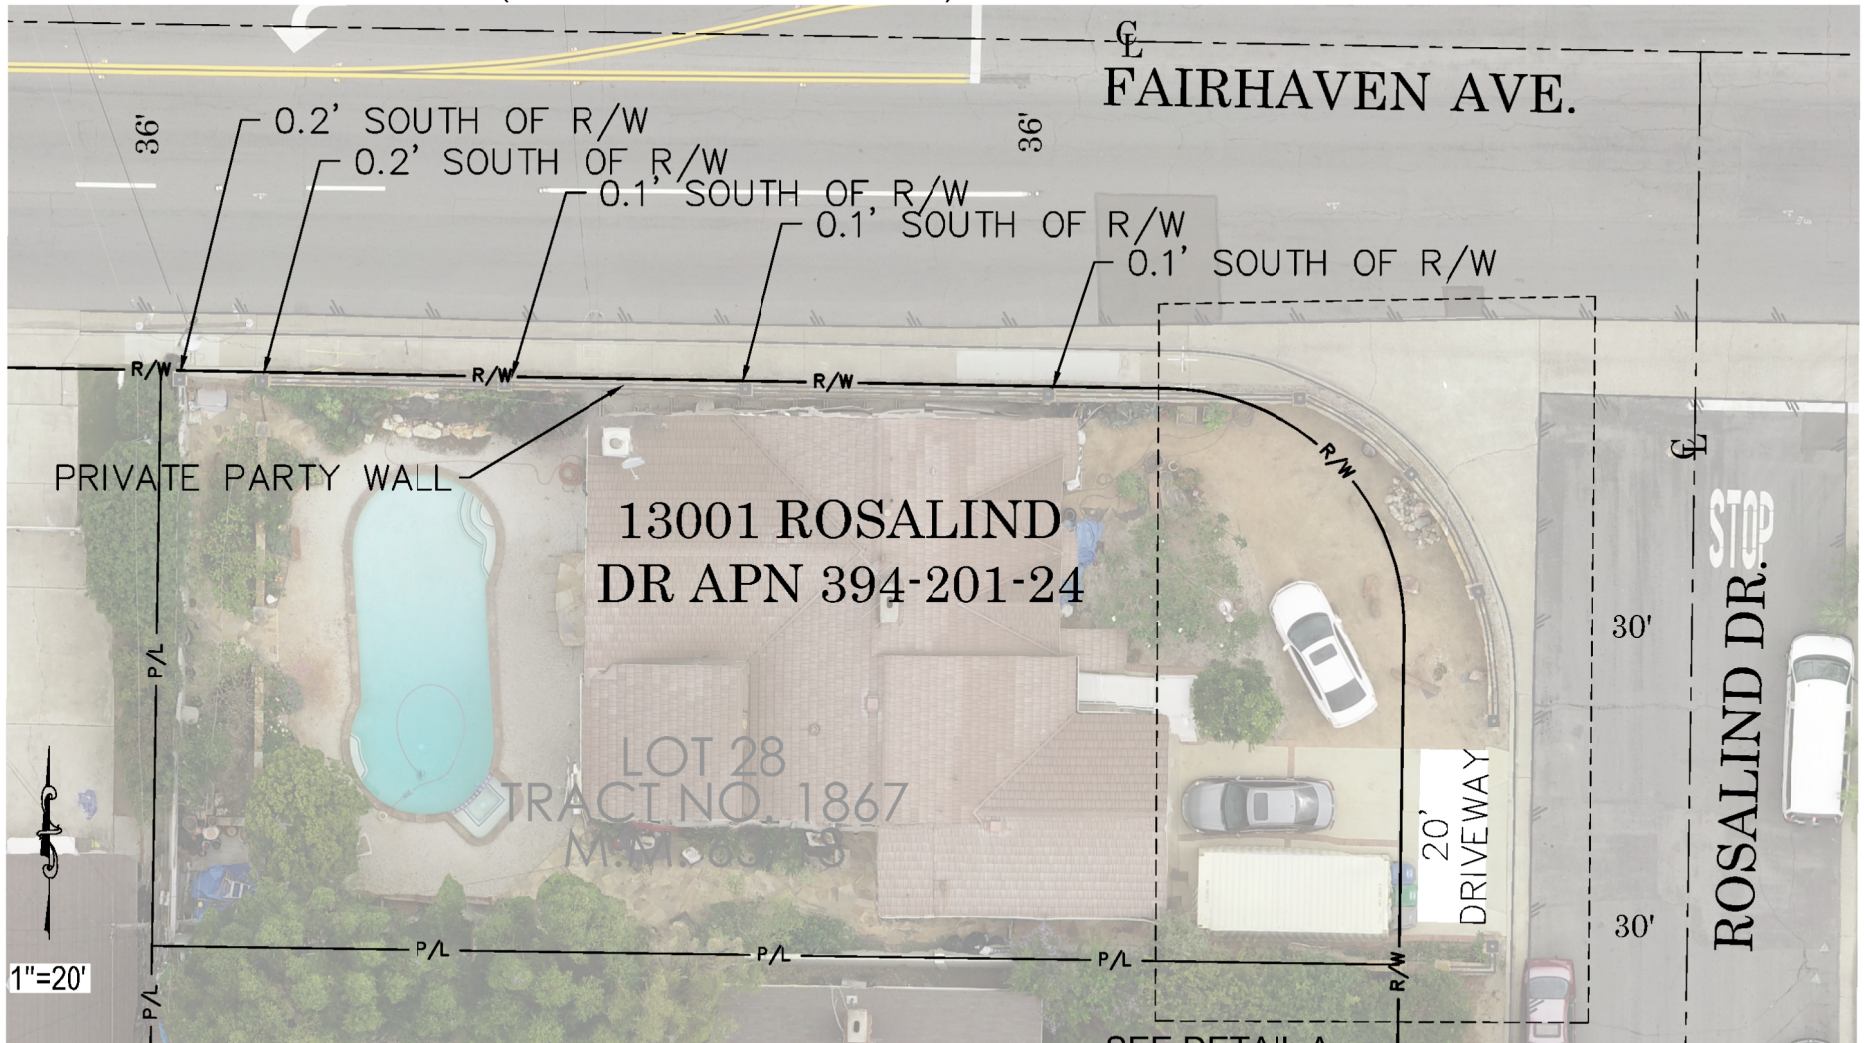 ℄
FAIRHAVEN AVE.
36'
36'
0.2' SOUTH OF R/W
0.2' SOUTH OF R/W
0.1' SOUTH OF R/W
0.1' SOUTH OF R/W
0.1' SOUTH OF R/W
R/W
R/W
R/W
R/W
℄
PRIVATE PARTY WALL
13001 ROSALIND
DR APN 394-201-24
STOP
30'
ROSALIND DR.
P/L
LOT 28
TRACT NO. 1867
M.M.
20'
DRIVEWAY
30'
P/L
P/L
P/L
R/W
1"=20'
P/L
SEE DETAIL A